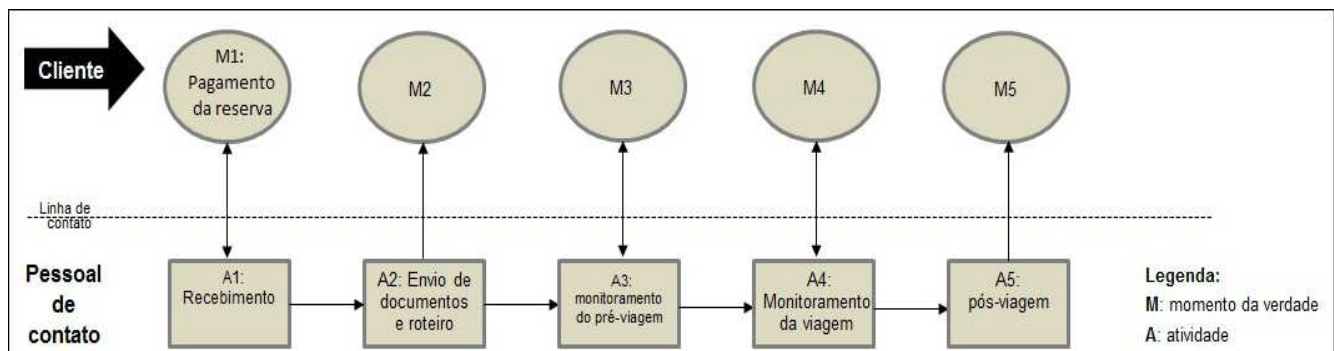 Cliente
M1:
Pagamento
da reserva
M2
M3
M4
M5
Linha de
contato
Pessoal
de
contato
A1:
Recebimento
A2: Envio de
documentos
e roteiro
A3:
monitoramento
do pré-viagem
A4:
Monitoramento
da viagem
A5:
pós-viagem
Legenda:
M: momento da verdade
A: atividade